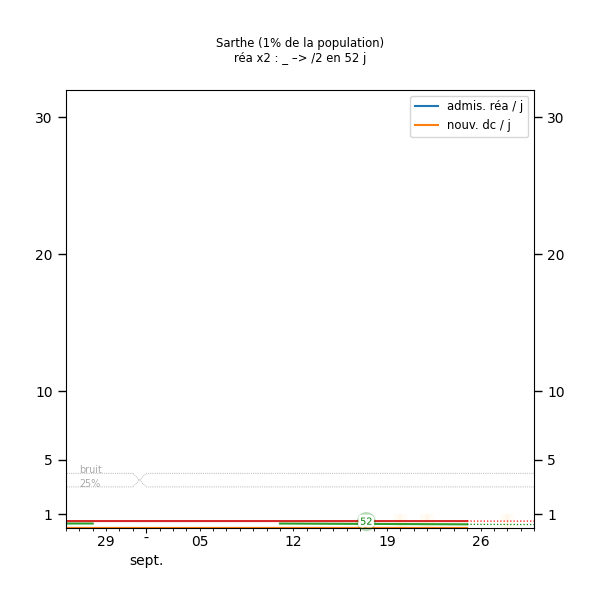 Sarthe (1% de la population)
réa x2 : _ –> /2 en 52 j
admis. réa / j
nouv. dc / j
30 30
20 20
10 10
5 5
bruit
25%
1 1
52
29 - 05 12 19 26
sept.